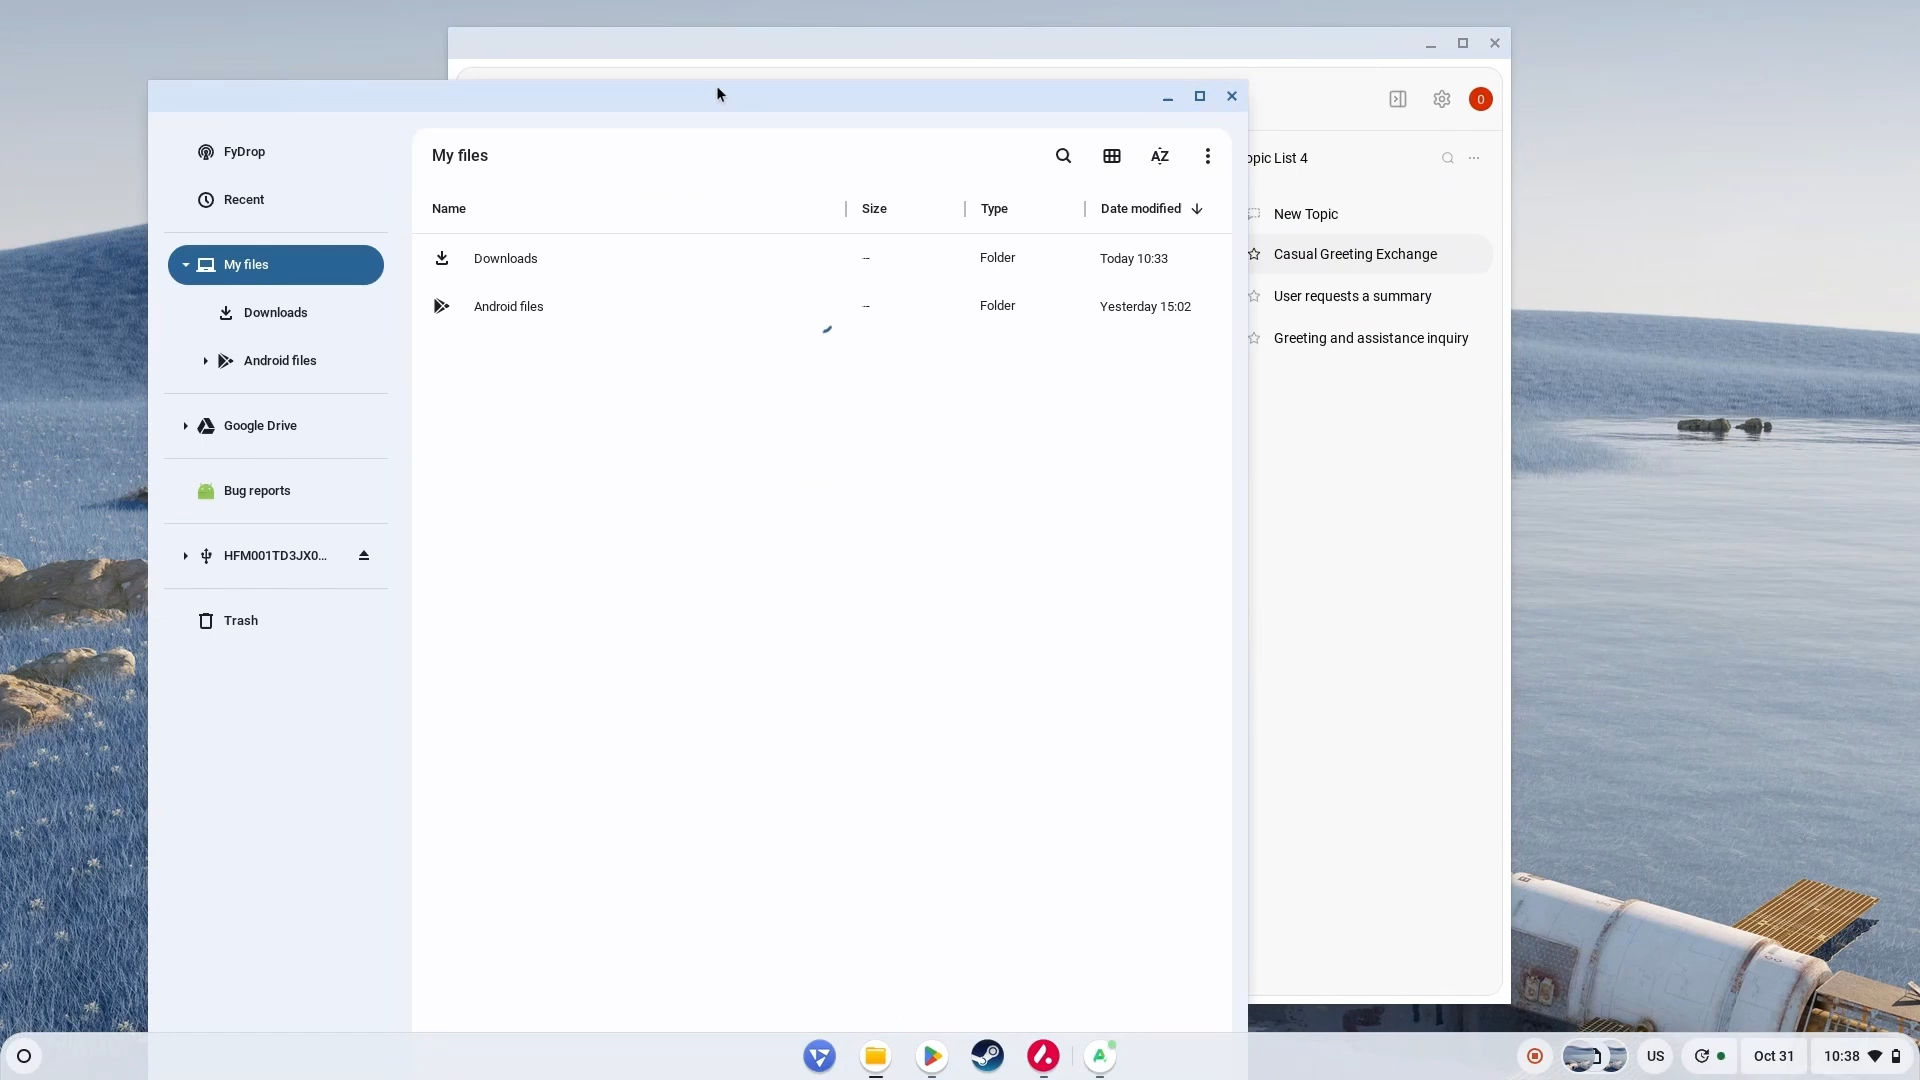 0
FyDrop
Recent
My files
Downloads
Android files
Google Drive
Bug reports
HFM001TD3JX0...
Trash
My files
AZ
Name
Size
Type
Date modified
Downloads
--
Folder
Today 10:33
Android files
--
Folder
Yesterday 15:02
opic List 4
New Topic
Casual Greeting Exchange
User requests a summary
Greeting and assistance inquiry
US
Oct 31
10:38